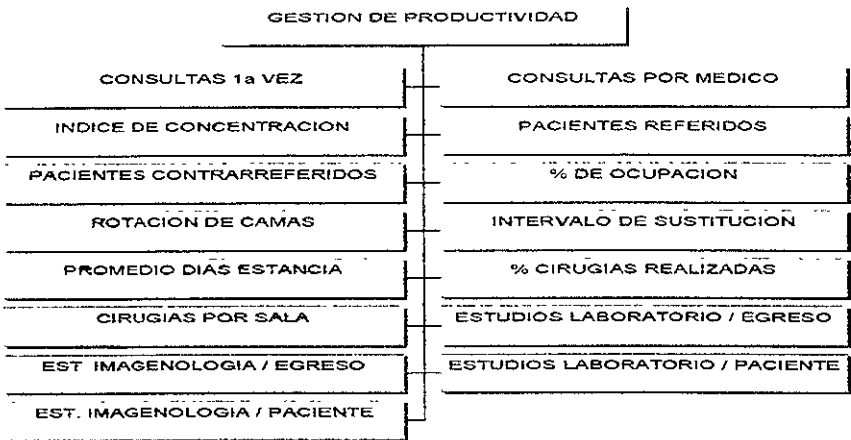 GESTION DE PRODUCTIVIDAD
CONSULTAS 1a VEZ
CONSULTAS POR MEDICO
INDICE DE CONCENTRACION
PACIENTES REFERIDOS
PACIENTES CONTRARREFERIDOS
% DE OCUPACION
ROTACION DE CAMAS
INTERVALO DE SUSTITUCION
PROMEDIO DIAS ESTANCIA
% CIRUGIAS REALIZADAS
CIRUGIAS POR SALA
ESTUDIOS LABORATORIO / EGRESO
EST IMAGENOLOGIA / EGRESO
ESTUDIOS LABORATORIO / PACIENTE
EST. IMAGENOLOGIA / PACIENTE